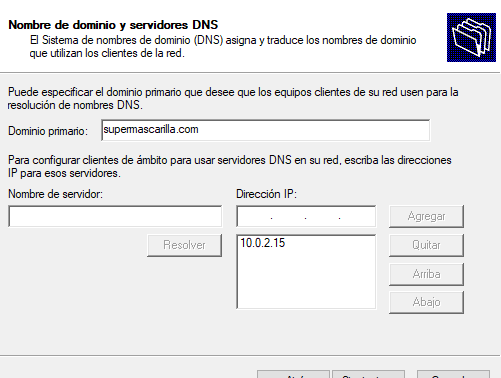 Nombre de dominio y servidores DNS
El Sistema de nombres de dominio (DNS) asigna y traduce los nombres de dominio
que utilizan los clientes de la red.
Puede especificar el dominio primario que desee que los equipos clientes de su red usen para la
resolución de nombres DNS.
Dominio primario: supermascarilla.com
Para configurar clientes de ámbito para usar servidores DNS en su red, escriba las direcciones
IP para esos servidores.
Nombre de servidor: Dirección IP:
. . . Agregar
Resolver 10.0.2.15 Quitar
Arriba
Abajo